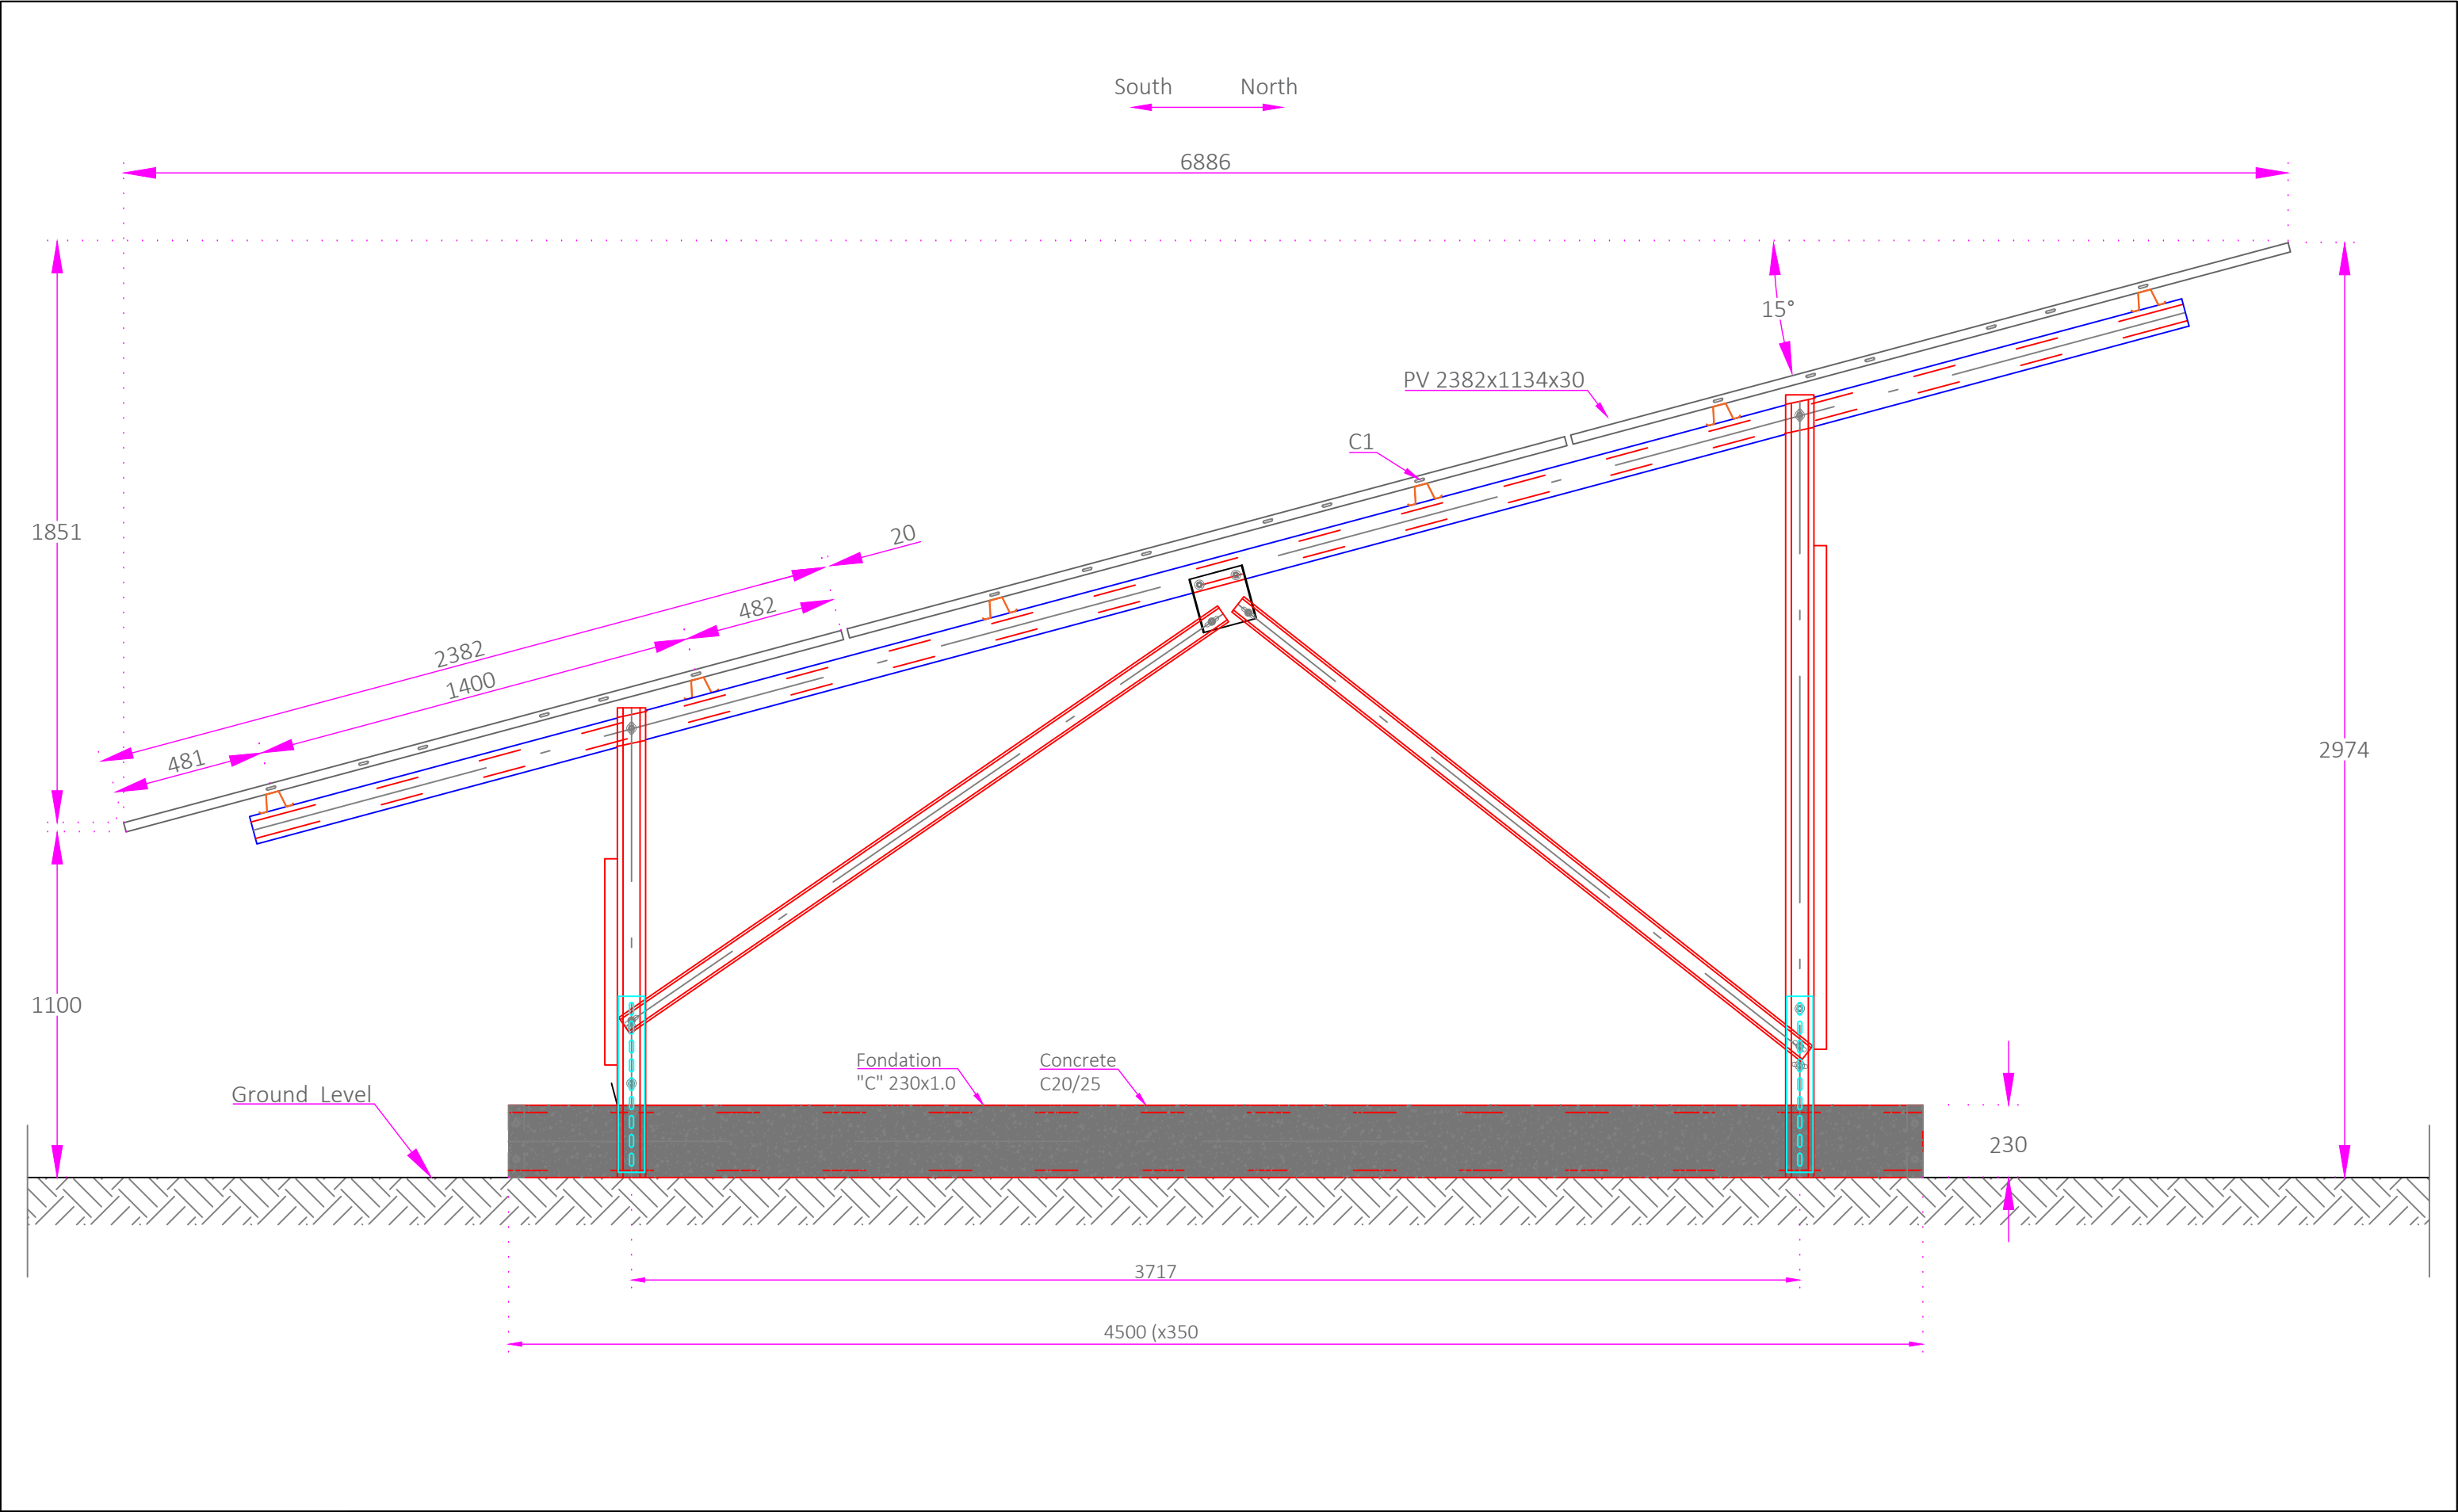 South North
6886
15°
PV 2382x1134x30
C1
1851
20
482
2382
1400
481
2974
1100
Fondation
"C" 230x1.0
Concrete
C20/25
Ground Level
230
3717
4500 (x350